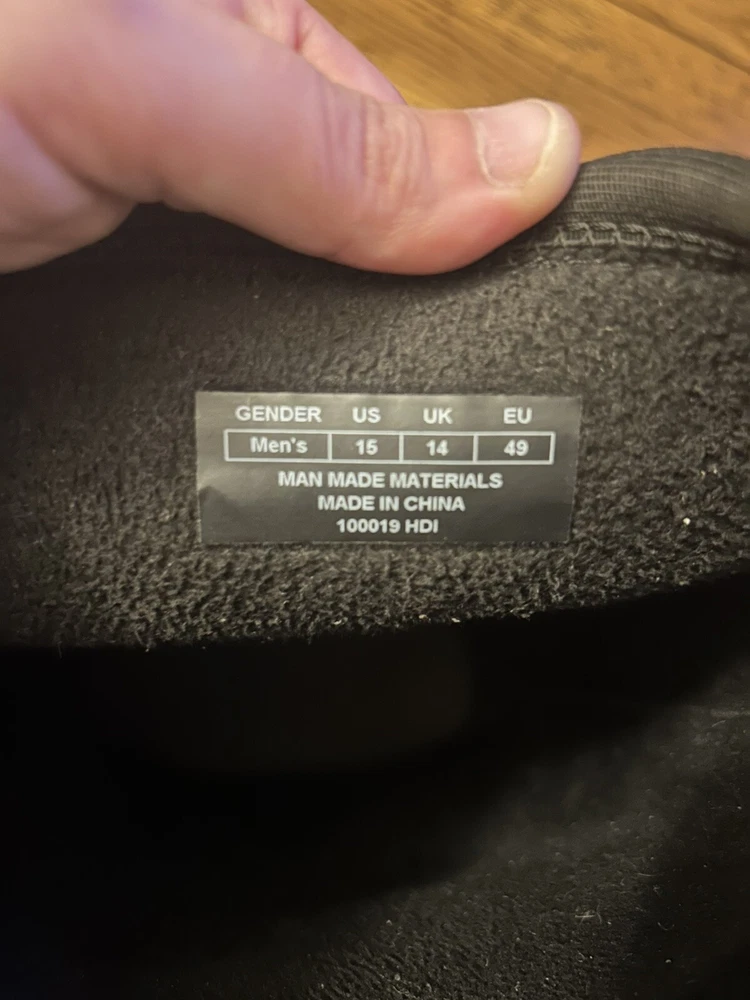 GENDER US UK EU
Men's 15 14 49
MAN MADE MATERIALS
MADE IN CHINA
100019 HDI